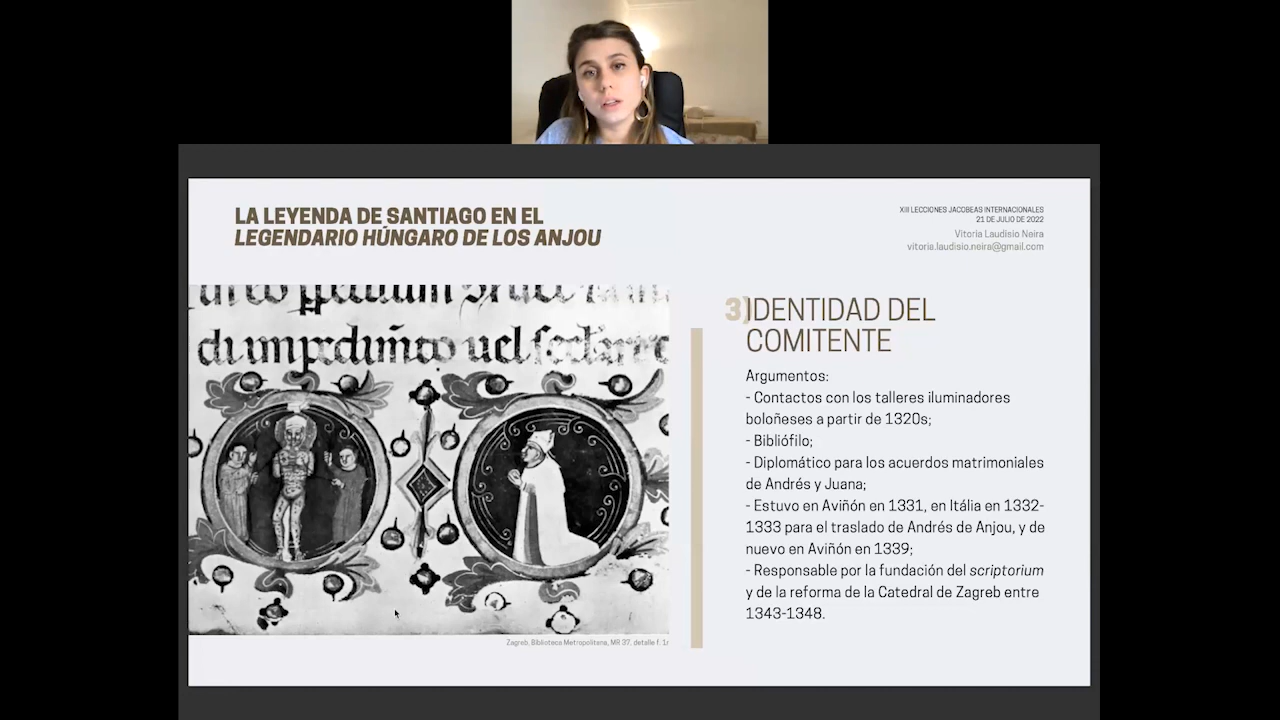 LA LEYENDA DE SANTIAGO EN EL
LEGENDARIO HÚNGARO DE LOS ANJOU
XIII LECCIONES JACOBEAS INTERNACIONALES
21 DE JULIO DE 2022
Vitoria Laudisio Neira
vitoria.laudisio.neira@gmail.com
3)IDENTIDAD DEL
COMITENTE
Argumentos:
- Contactos con los talleres iluminadores
boloñeses a partir de 1320s;
- Bibliófilo;
- Diplomático para los acuerdos matrimoniales
de Andrés y Juana;
- Estuvo en Aviñón en 1331, en Itália en 1332-
1333 para el traslado de Andrés de Anjou, y de
nuevo en Aviñón en 1339;
- Responsable por la fundación del scriptorium
y de la reforma de la Catedral de Zagreb entre
1343-1348.
Zagreb, Biblioteca Metropolitana, MR 37, detalle f.